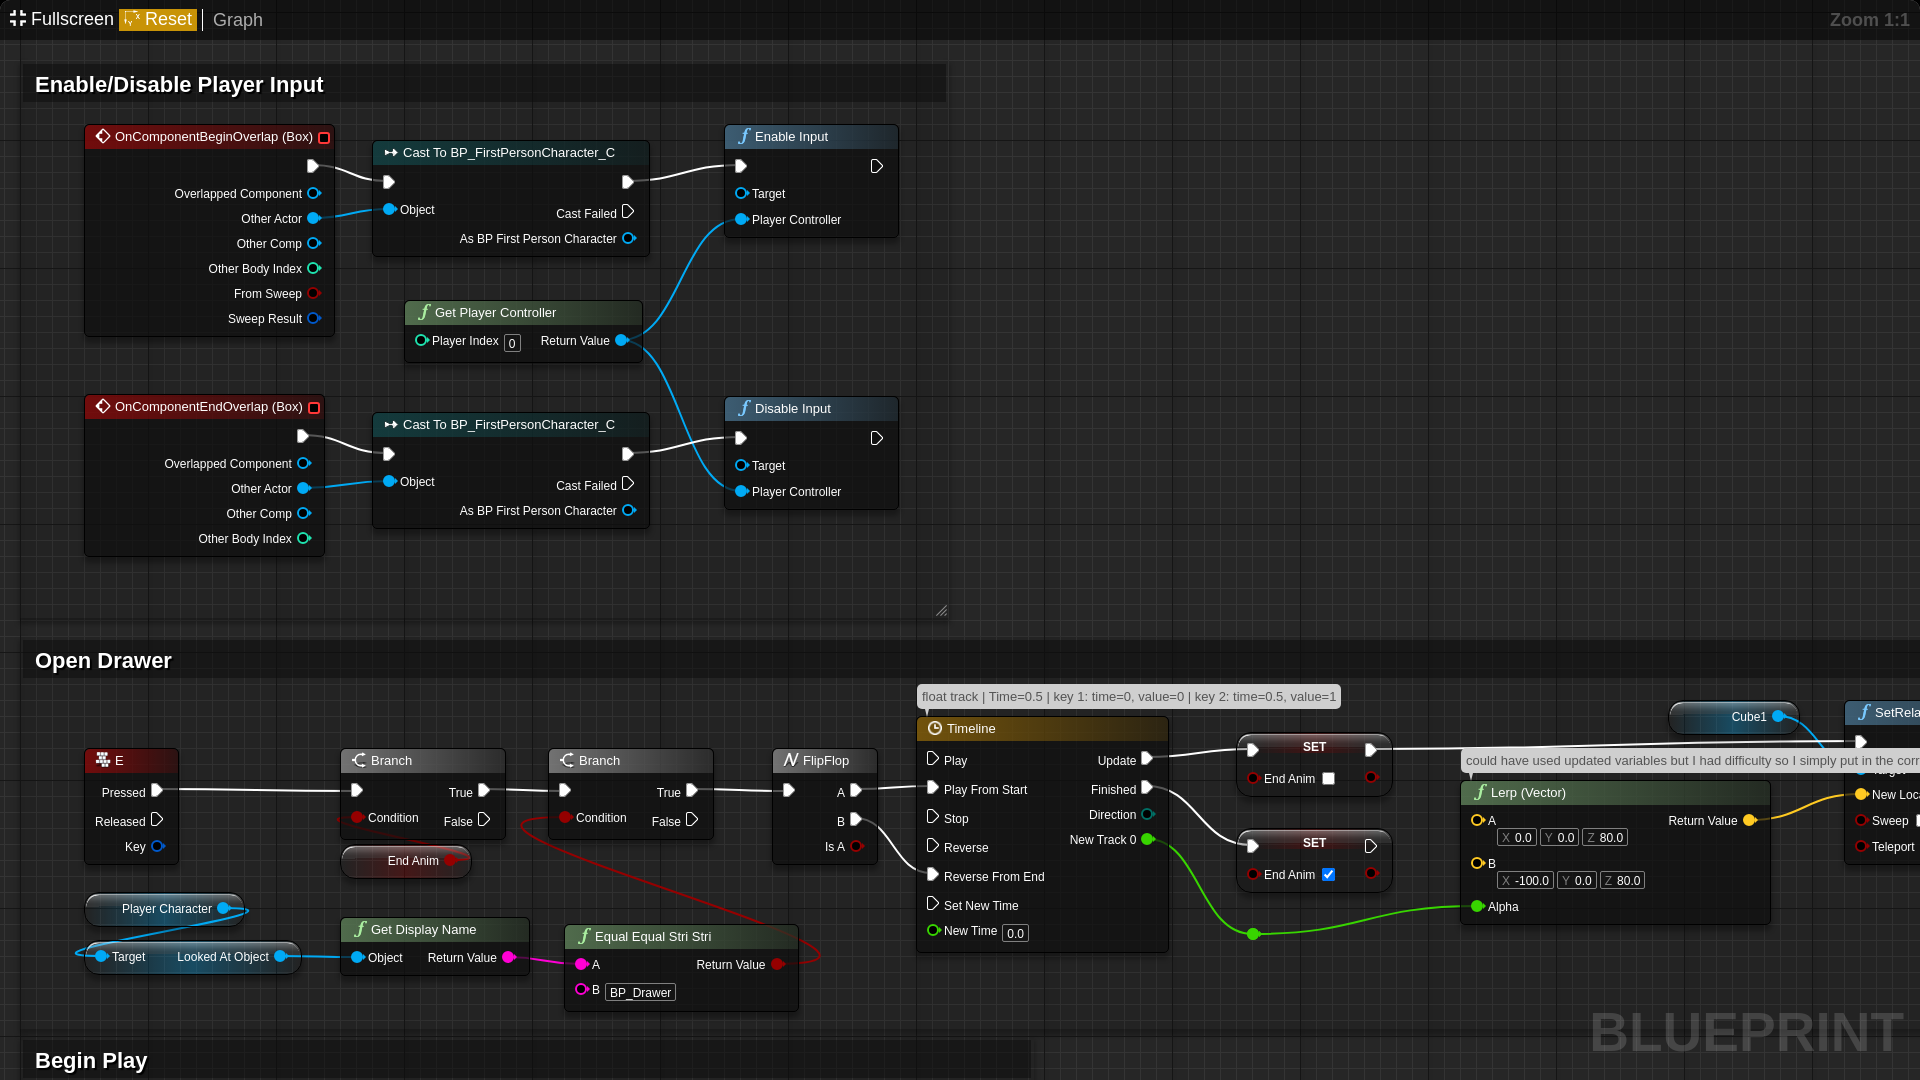 Fullscreen Reset Graph Zoom 1:1
Enable/Disable Player Input
OnComponentBeginOverlap (Box)
Overlapped Component
Other Actor
Other Comp
Other Body Index
From Sweep
Sweep Result
Cast To BP_FirstPersonCharacter_C
Object
Cast Failed
As BP First Person Character
Enable Input
Target
Player Controller
Get Player Controller
Player Index 0 Return Value
OnComponentEndOverlap (Box)
Overlapped Component
Other Actor
Other Comp
Other Body Index
Cast To BP_FirstPersonCharacter_C
Object
Cast Failed
As BP First Person Character
Disable Input
Target
Player Controller
Open Drawer
E
Pressed
Released
Key
Player Character
Target Looked At Object
Branch
True
Condition False
End Anim
Get Display Name
Object Return Value
Branch
True
Condition False
Equal Equal Stri Stri
A Return Value
B BP_Drawer
FlipFlop
A
B
Is A
float track | Time=0.5 | key 1: time=0, value=0 | key 2: time=0.5, value=1
Timeline
Play Update
Play From Start Finished
Stop Direction
Reverse New Track 0
Reverse From End
Set New Time
New Time 0.0
SET
End Anim
SET
End Anim
Cube1
could have used updated variables but I had difficulty so I simply put in the corr
Lerp (Vector)
A Return Value
X 0.0 Y 0.0 Z 80.0
B
X -100.0 Y 0.0 Z 80.0
Alpha
SetRela
New Loca
Sweep
Teleport
Begin Play
BLUEPRINT